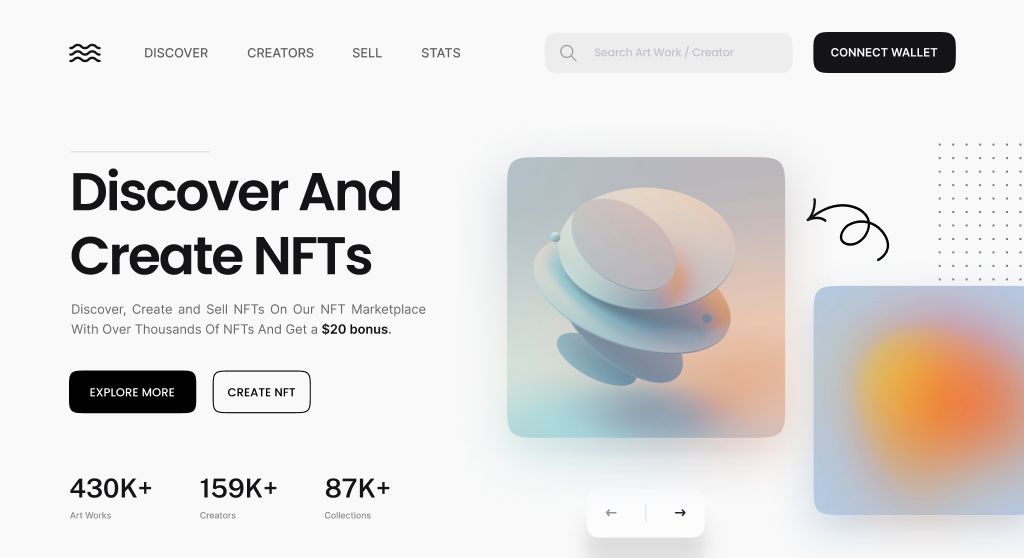 DISCOVER CREATORS SELL STATS Search Art Work / Creator CONNECT WALLET
Discover And
Create NFTs
Discover, Create and Sell NFTs On Our NFT Marketplace
With Over Thousands Of NFTs And Get a $20 bonus.
EXPLORE MORE CREATE NFT
430K+ 159K+ 87K+
Art Works Creators Collections